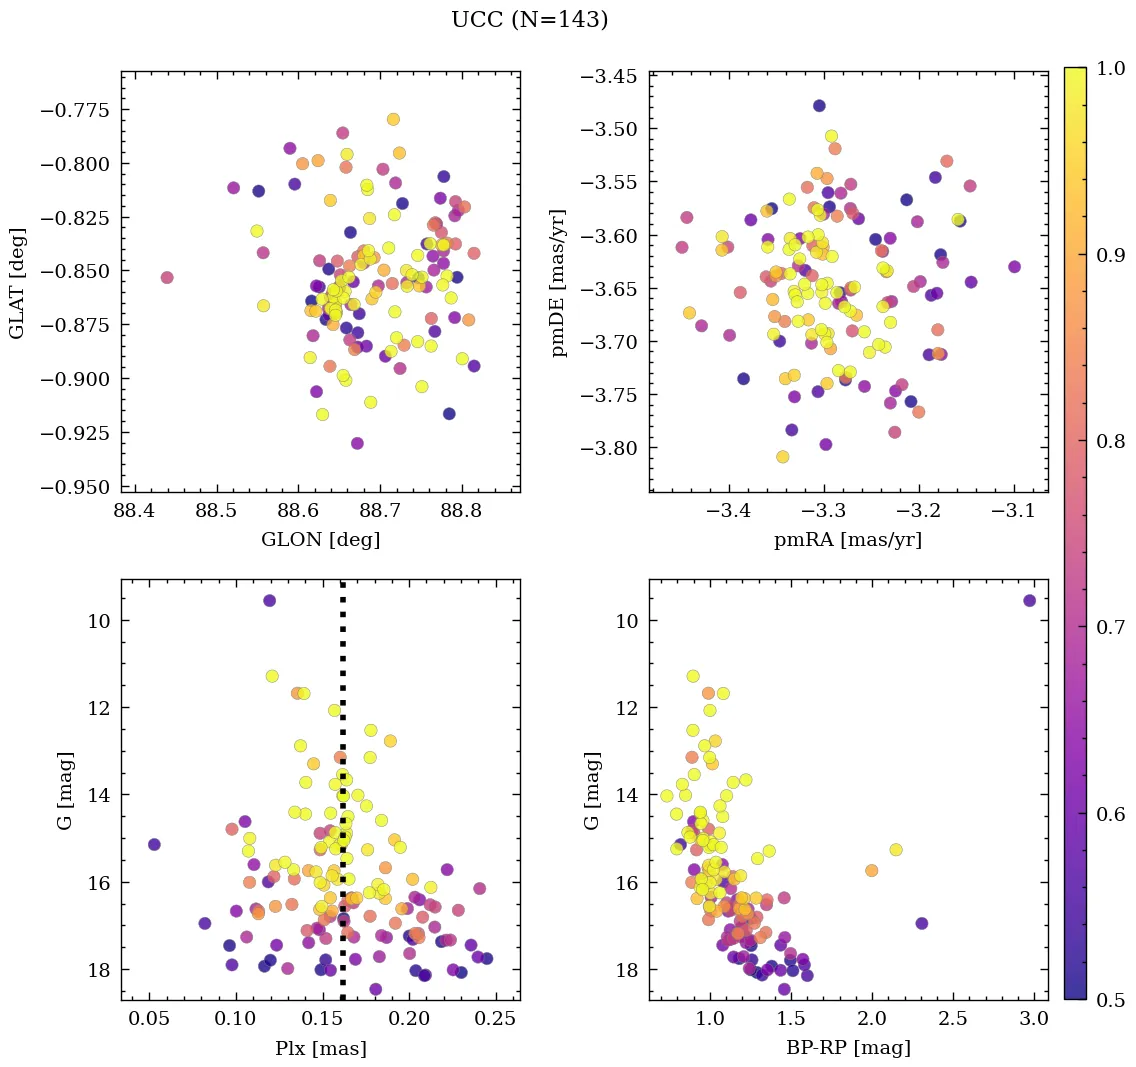 UCC (N=143)
−0.775
−0.800
−0.825
−0.850
−0.875
−0.900
−0.925
−0.950
GLAT [deg]
88.4 88.5 88.6 88.7 88.8
GLON [deg]
−3.45
−3.50
−3.55
−3.60
−3.65
−3.70
−3.75
−3.80
pmDE [mas/yr]
−3.4 −3.3 −3.2 −3.1
pmRA [mas/yr]
1.0
0.9
0.8
0.7
0.6
0.5
10
12
14
16
18
G [mag]
0.05 0.10 0.15 0.20 0.25
Plx [mas]
10
12
14
16
18
G [mag]
1.0 1.5 2.0 2.5 3.0
BP-RP [mag]